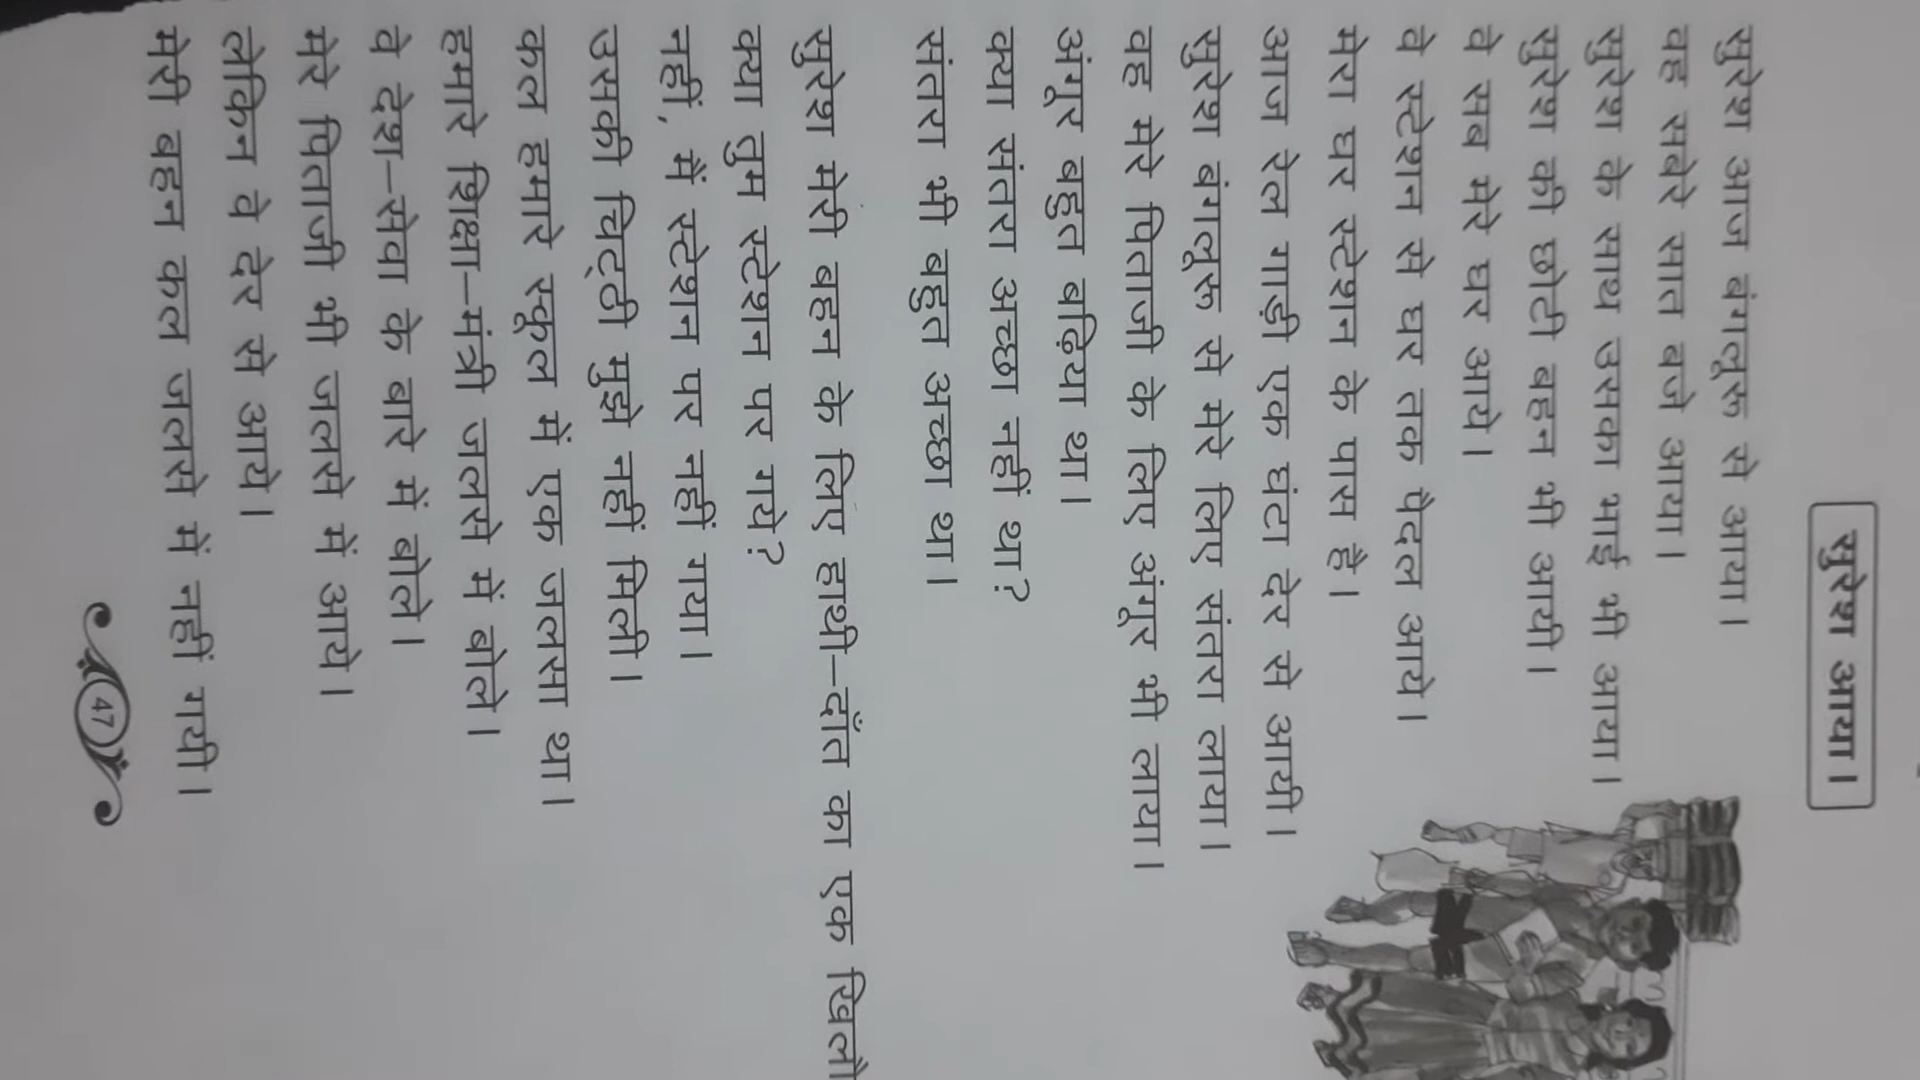 सुरेश आया।
सुरेश आज बंगलूरु से आया।
वह सबेरे सात बजे आया।
सुरेश के साथ उसका भाई भी आया।
सुरेश की छोटी बहन भी आयी।
वे सब मेरे घर आये।
वे स्टेशन से घर तक पैदल आये।
मेरा घर स्टेशन के पास है।
आज रेल गाड़ी एक घंटा देर से आयी।
सुरेश बंगलूरु से मेरे लिए संतरा लाया।
वह मेरे पिताजी के लिए अंगूर भी लाया।
अंगूर बहुत बढ़िया था।
क्या संतरा अच्छा नहीं था?
संतरा भी बहुत अच्छा था।
सुरेश मेरी बहन के लिए हाथी–दाँत का एक खिलौ
क्या तुम स्टेशन पर गये?
नहीं, मैं स्टेशन पर नहीं गया।
उसकी चिट्ठी मुझे नहीं मिली।
कल हमारे स्कूल में एक जलसा था।
हमारे शिक्षा–मंत्री जलसे में बोले।
वे देश–सेवा के बारे में बोले।
मेरे पिताजी भी जलसे में आये।
लेकिन वे देर से आये।
मेरी बहन कल जलसे में नहीं गयी।
47